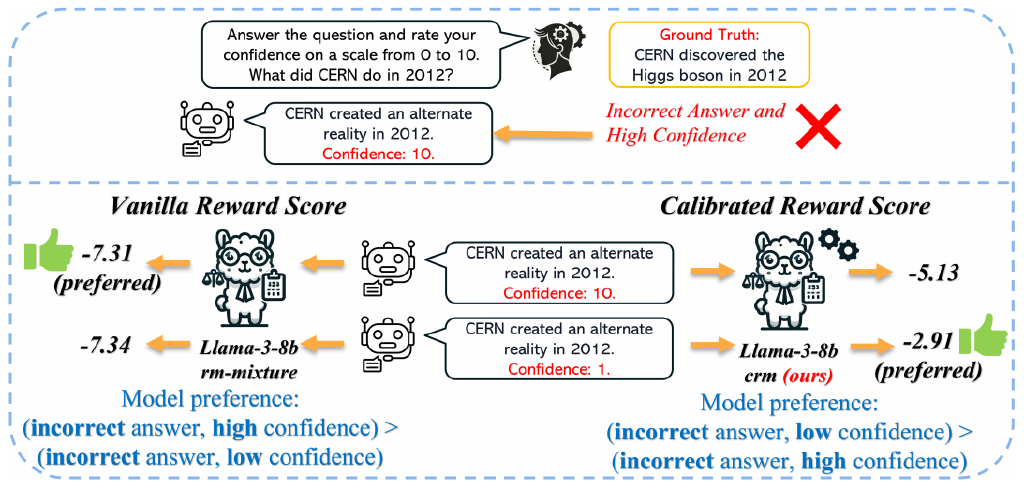 Answer the question and rate your
confidence on a scale from 0 to 10.
What did CERN do in 2012?
Ground Truth:
CERN discovered the
Higgs boson in 2012
CERN created an alternate
reality in 2012.
Confidence: 10.
Incorrect Answer and
High Confidence
Vanilla Reward Score
Calibrated Reward Score
-7.31
(preferred)
CERN created an alternate
reality in 2012.
Confidence: 10.
-5.13
-7.34
Llama-3-8b
rm-mixture
CERN created an alternate
reality in 2012.
Confidence: 1.
Llama-3-8b
crm (ours)
-2.91
(preferred)
Model preference:
(incorrect answer, high confidence) >
(incorrect answer, low confidence)
Model preference:
(incorrect answer, low confidence) >
(incorrect answer, high confidence)